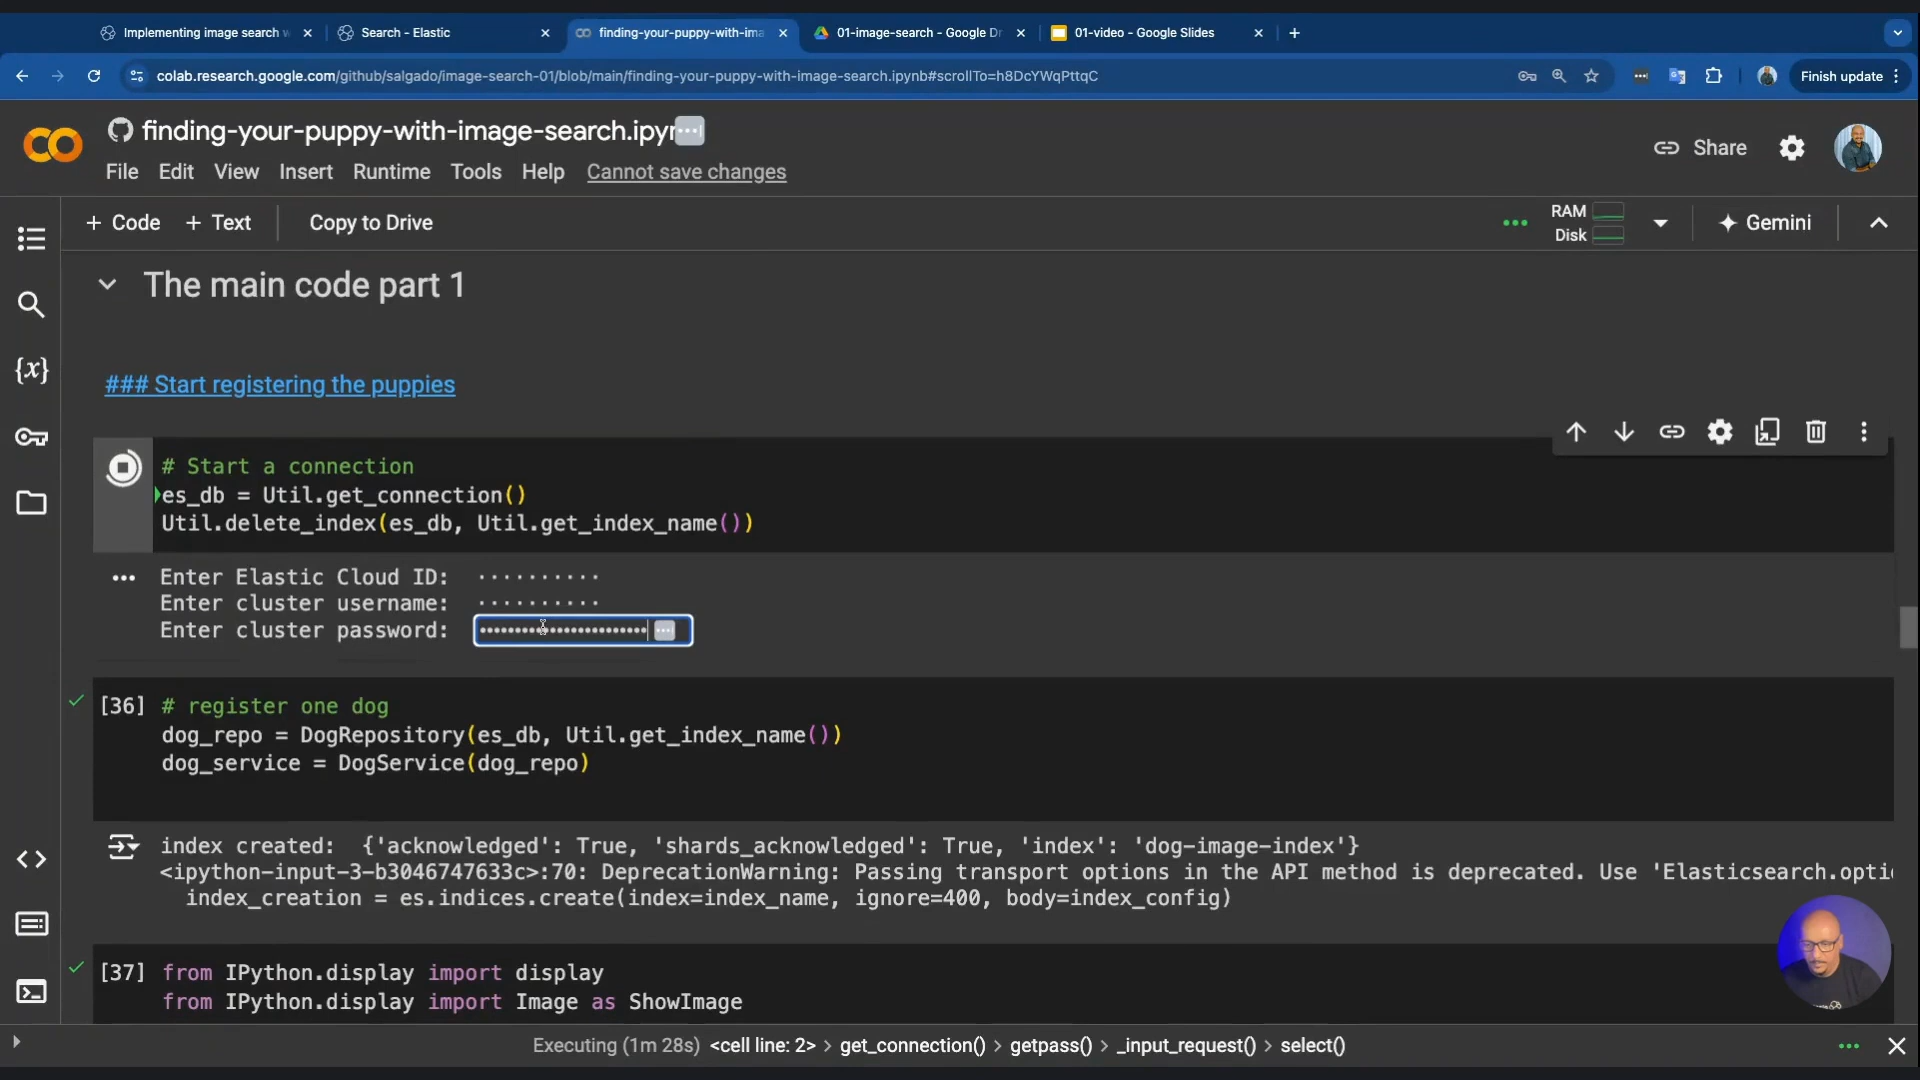 Implementing image search w
Search - Elastic
finding-your-puppy-with-ima
01-image-search - Google Dr
01-video - Google Slides
colab.research.google.com/github/salgado/image-search-01/blob/main/finding-your-puppy-with-image-search.ipynb#scrollTo=h8DcYWqPttqC
Finish update
finding-your-puppy-with-image-search.ipyn
Share
File Edit View Insert Runtime Tools Help Cannot save changes
+ Code + Text Copy to Drive
RAM
Disk
Gemini
The main code part 1
### Start registering the puppies
{x}
# Start a connection
es_db = Util.get_connection()
Util.delete_index(es_db, Util.get_index_name())
Enter Elastic Cloud ID: ··········
Enter cluster username: ··········
Enter cluster password: ••••••••••••••••••••••••
[36] # register one dog
dog_repo = DogRepository(es_db, Util.get_index_name())
dog_service = DogService(dog_repo)
index created: {'acknowledged': True, 'shards_acknowledged': True, 'index': 'dog-image-index'}
<ipython-input-3-b3046747633c>:70: DeprecationWarning: Passing transport options in the API method is deprecated. Use 'Elasticsearch.optio
index_creation = es.indices.create(index=index_name, ignore=400, body=index_config)
[37] from IPython.display import display
from IPython.display import Image as ShowImage
Executing (1m 28s) <cell line: 2> > get_connection() > getpass() > _input_request() > select()